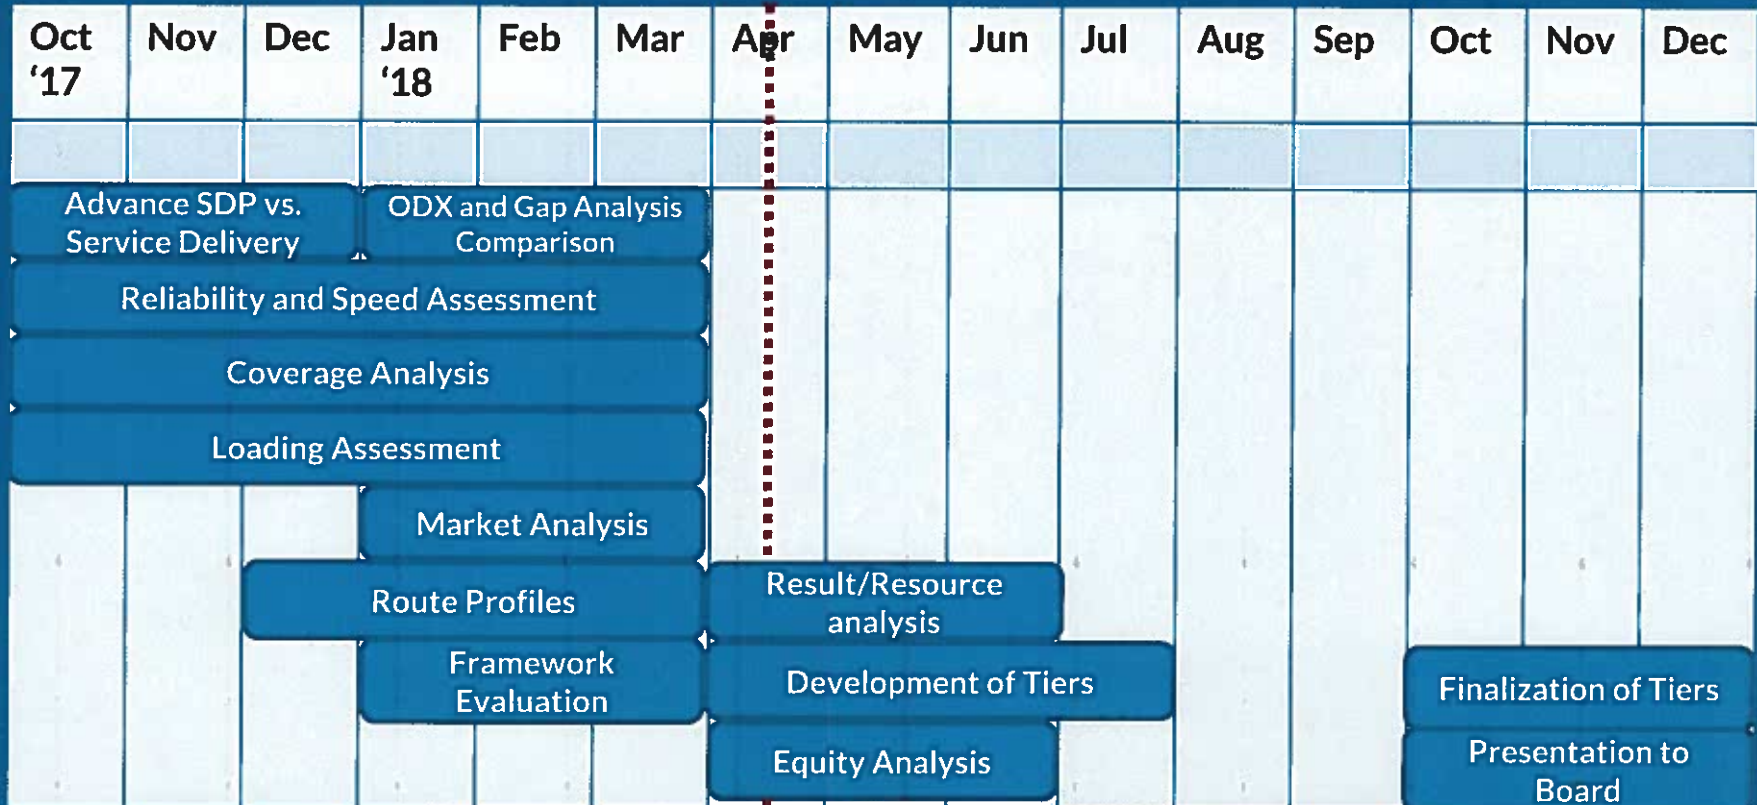 Oct Nov Dec Jan Feb Mar Apr May Jun Jul Aug Sep Oct Nov Dec
‘17 ‘18
Advance SDP vs.
Service Delivery
ODX and Gap Analysis
Comparison
Reliability and Speed Assessment
Coverage Analysis
Loading Assessment
Market Analysis
Route Profiles
Result/Resource
analysis
Framework
Evaluation
Development of Tiers
Finalization of Tiers
Equity Analysis
Presentation to
Board